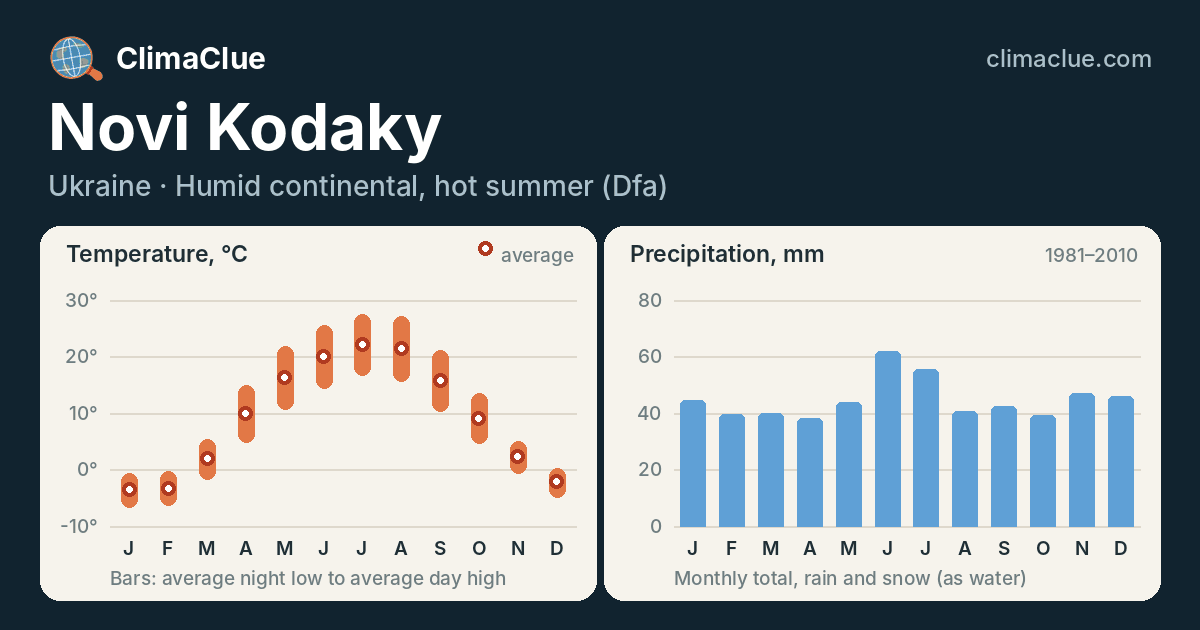 ClimaClue
climaclue.com
Novi Kodaky
Ukraine · Humid continental, hot summer (Dfa)
Temperature, °C
average
30°
20°
10°
0°
-10°
J F M A M J J A S O N D
Bars: average night low to average day high
Precipitation, mm
1981–2010
80
60
40
20
0
J F M A M J J A S O N D
Monthly total, rain and snow (as water)